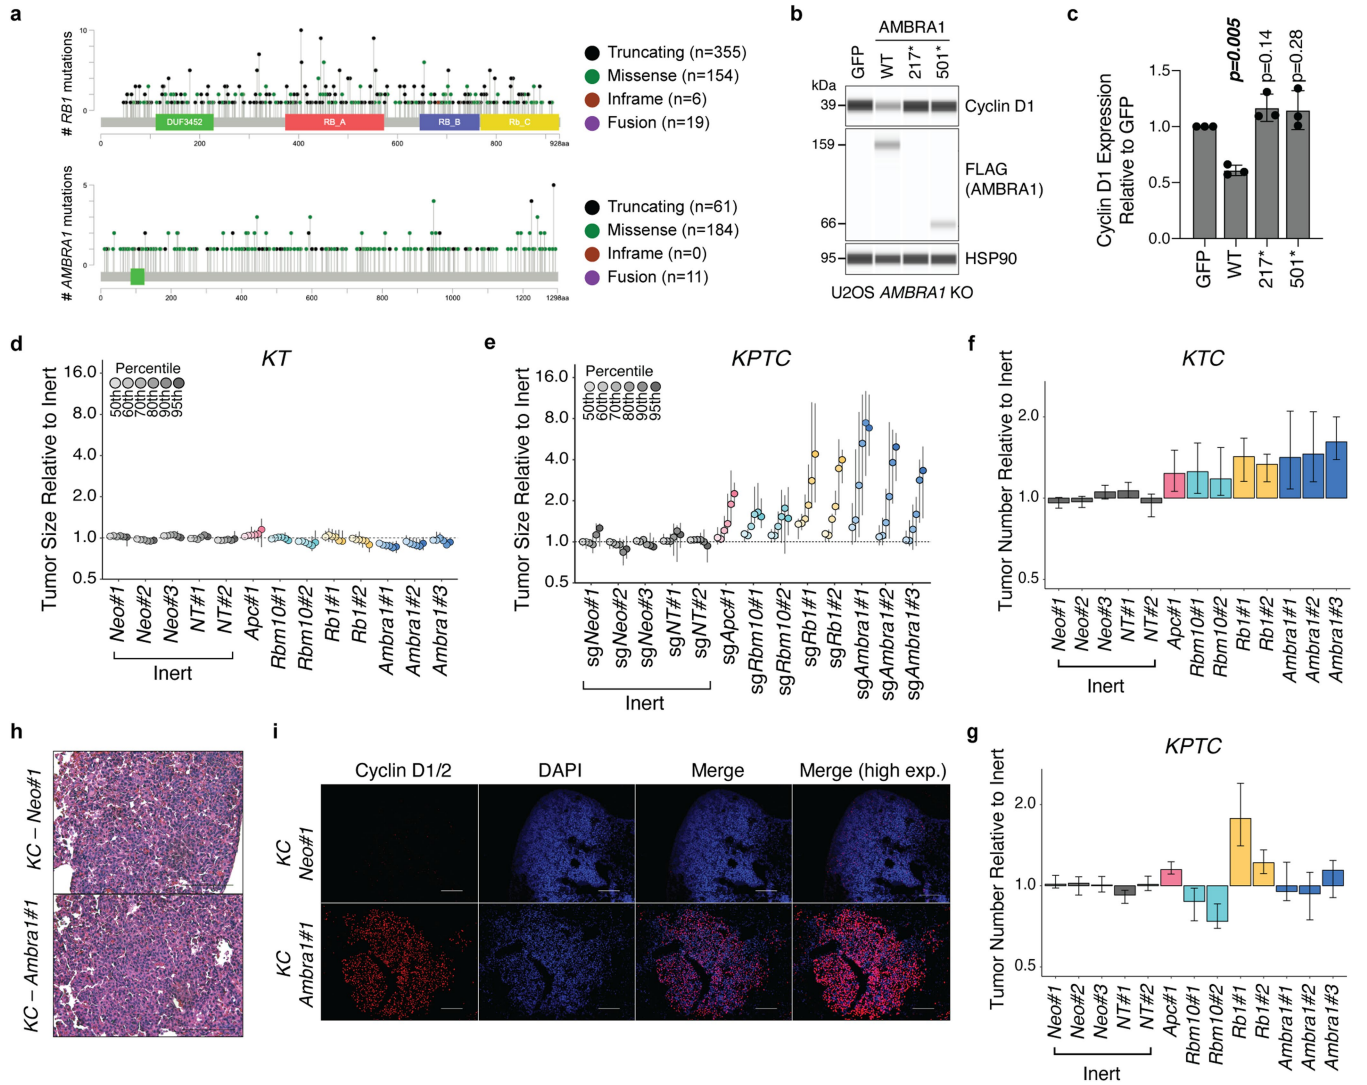 a
# RB1 mutations
10
0
DUF3452
RB_A
RB_B
Rb_C
0
200
400
600
800
928aa
Truncating (n=355)
Missense (n=154)
Inframe (n=6)
Fusion (n=19)
# AMBRA1 mutations
5
0
0
200
400
600
800
1000
1200
1298aa
Truncating (n=61)
Missense (n=184)
Inframe (n=0)
Fusion (n=11)
b
AMBRA1
GFP
WT
217*
501*
kDa
39
Cyclin D1
159
FLAG
(AMBRA1)
66
95
HSP90
U2OS AMBRA1 KO
c
Cyclin D1 Expression
Relative to GFP
p=0.005
p=0.14
p=0.28
1.5
1.0
0.5
0.0
GFP
WT
217*
501*
d
KT
Tumor Size Relative to Inert
16.0
8.0
4.0
2.0
1.0
0.5
Percentile
50th
60th
70th
80th
90th
95th
Neo#1
Neo#2
Neo#3
NT#1
NT#2
Apc#1
Rbm10#1
Rbm10#2
Rb1#1
Rb1#2
Ambra1#1
Ambra1#2
Ambra1#3
Inert
e
KPTC
Tumor Size Relative to Inert
16.0
8.0
4.0
2.0
1.0
0.5
Percentile
50th
60th
70th
80th
90th
95th
sgNeo#1
sgNeo#2
sgNeo#3
sgNT#1
sgNT#2
sgApc#1
sgRbm10#1
sgRbm10#2
sgRb1#1
sgRb1#2
sgAmbra1#1
sgAmbra1#2
sgAmbra1#3
Inert
f
KTC
Tumor Number Relative to Inert
2.0
1.0
0.5
Neo#1
Neo#2
Neo#3
NT#1
NT#2
Apc#1
Rbm10#1
Rbm10#2
Rb1#1
Rb1#2
Ambra1#1
Ambra1#2
Ambra1#3
Inert
h
KC – Neo#1
KC – Ambra1#1
i
Cyclin D1/2
DAPI
Merge
Merge (high exp.)
KC
Neo#1
KC
Ambra1#1
g
KPTC
Tumor Number Relative to Inert
2.0
1.0
0.5
Neo#1
Neo#2
Neo#3
NT#1
NT#2
Apc#1
Rbm10#1
Rbm10#2
Rb1#1
Rb1#2
Ambra1#1
Ambra1#2
Ambra1#3
Inert